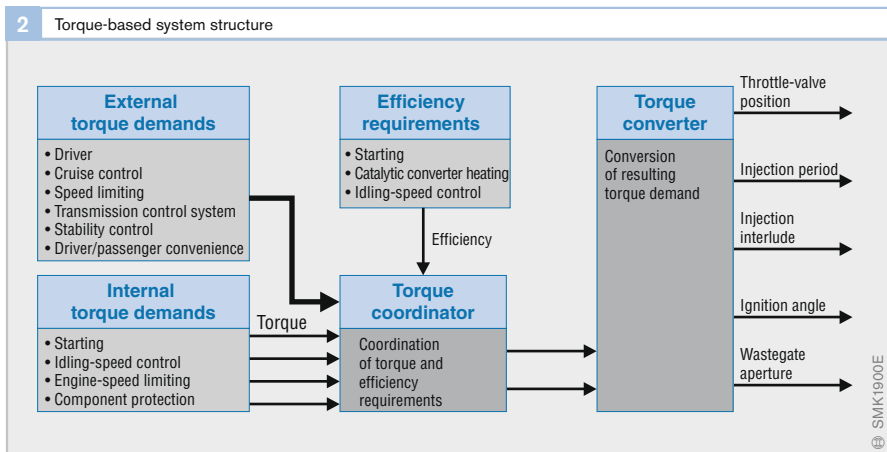 2 Torque-based system structure
External
torque demands
• Driver
• Cruise control
• Speed limiting
• Transmission control system
• Stability control
• Driver/passenger convenience
Efficiency
requirements
• Starting
• Catalytic converter heating
• Idling-speed control
Efficiency
Internal
torque demands
• Starting
• Idling-speed control
• Engine-speed limiting
• Component protection
Torque
Torque
coordinator
Coordination
of torque and
efficiency
requirements
Torque
converter
Conversion
of resulting
torque demand
Throttle-valve
position
Injection period
Injection
interlude
Ignition angle
Wastegate
aperture
SMK1900E